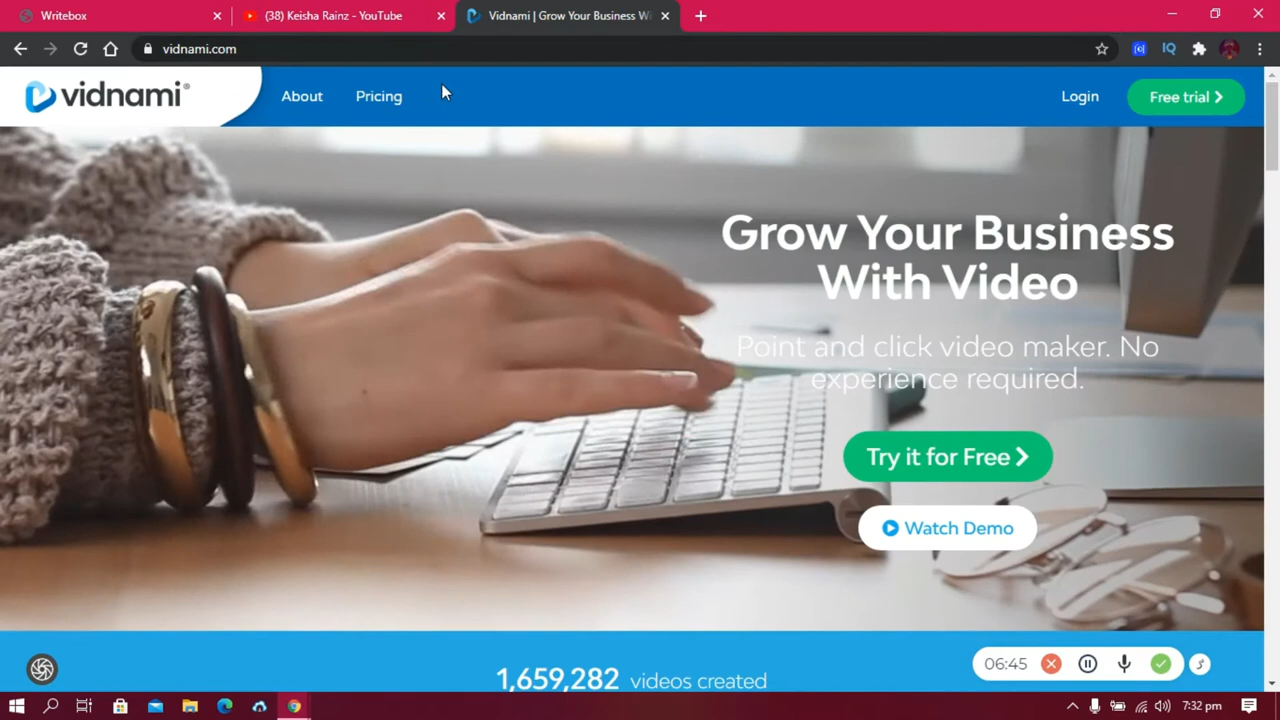 Writebox
(38) Keisha Rainz - YouTube
Vidnami | Grow Your Business Wi
vidnami.com
vidnami®
About
Pricing
Login
Free trial
Grow Your Business
With Video
Point and click video maker. No
experience required.
Try it for Free
Watch Demo
1,659,282 videos created
06:45
7:32 pm